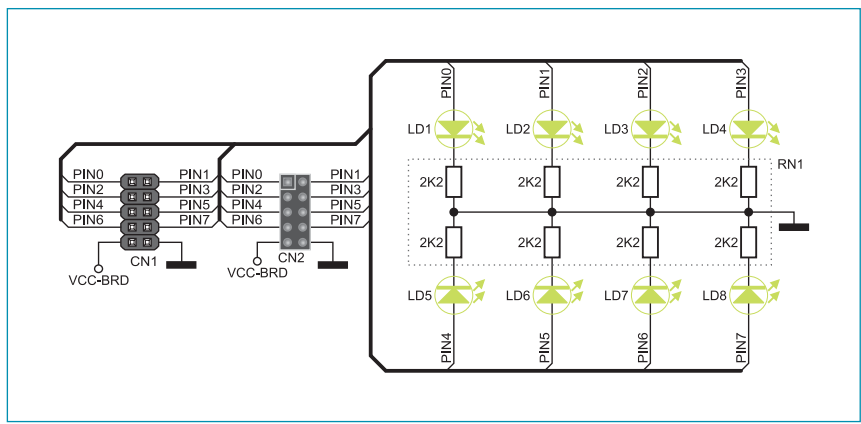 PIN0 PIN1 PIN2 PIN3
LD1 LD2 LD3 LD4
RN1
2K2 2K2 2K2 2K2
PIN0 PIN1 PIN0 PIN1
PIN2 PIN3 PIN2 PIN3
PIN4 PIN5 PIN4 PIN5
PIN6 PIN7 PIN6 PIN7
2K2 2K2 2K2 2K2
CN1 CN2
VCC-BRD VCC-BRD
LD5 LD6 LD7 LD8
PIN4 PIN5 PIN6 PIN7